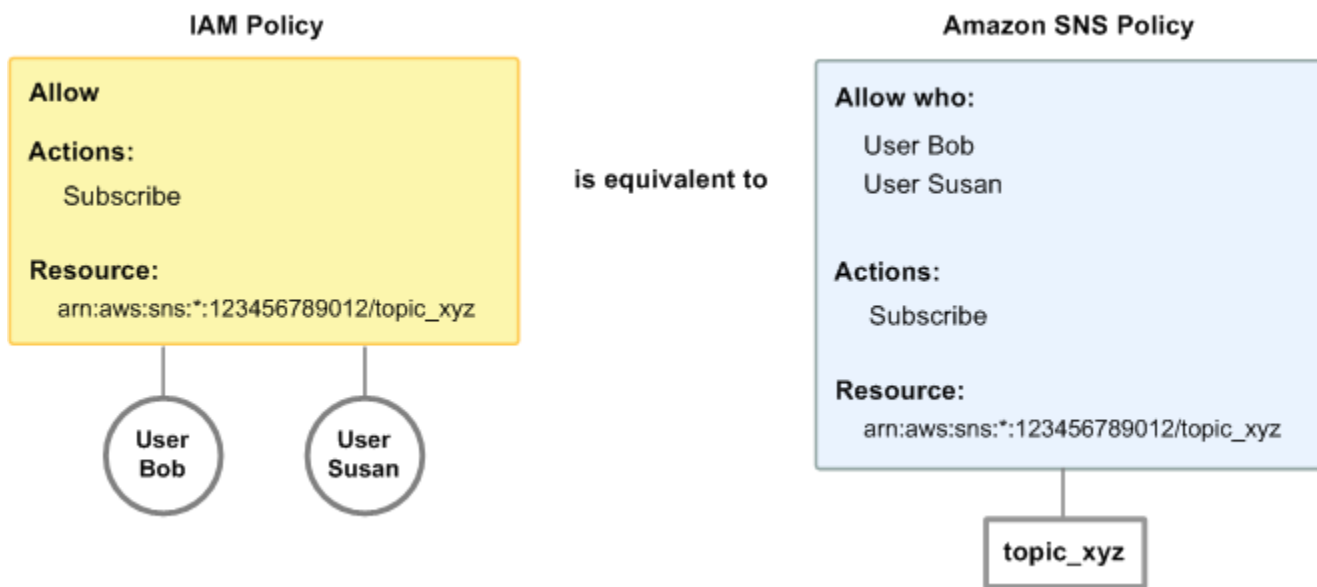 IAM Policy
Allow
Actions:
Subscribe
Resource:
arn:aws:sns:*:123456789012/topic_xyz
User
Bob
User
Susan
is equivalent to
Amazon SNS Policy
Allow who:
User Bob
User Susan
Actions:
Subscribe
Resource:
arn:aws:sns:*:123456789012/topic_xyz
topic_xyz